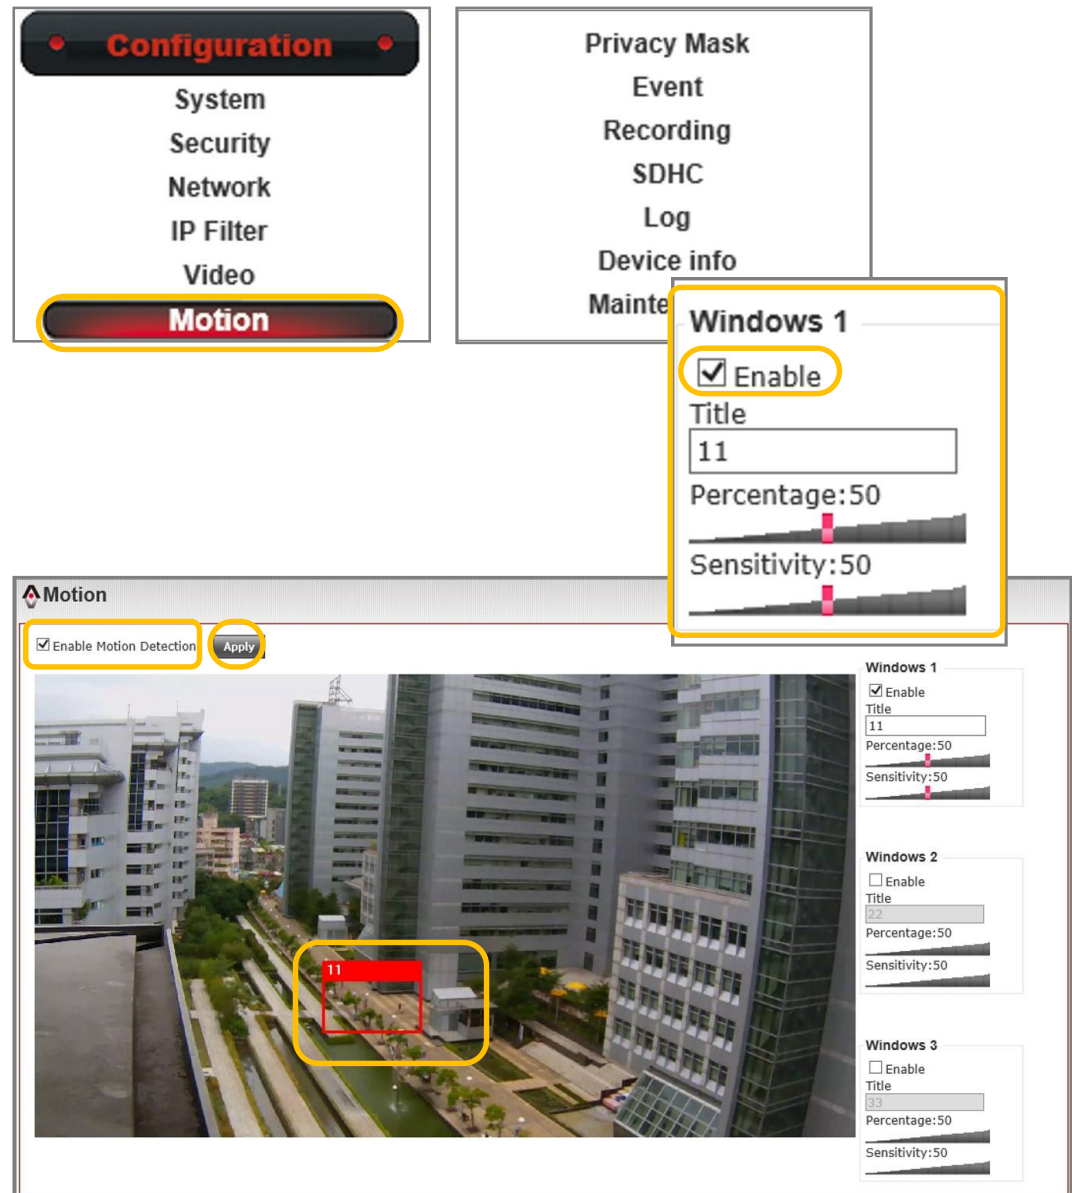 Configuration
System
Security
Network
IP Filter
Video
Motion
Privacy Mask
Event
Recording
SDHC
Log
Device info
Mainte
Windows 1
Enable
Title
11
Percentage:50
Sensitivity:50
Motion
Enable Motion Detection
Apply
11
Windows 1
Enable
Title
11
Percentage:50
Sensitivity:50
Windows 2
Enable
Title
22
Percentage:50
Sensitivity:50
Windows 3
Enable
Title
33
Percentage:50
Sensitivity:50